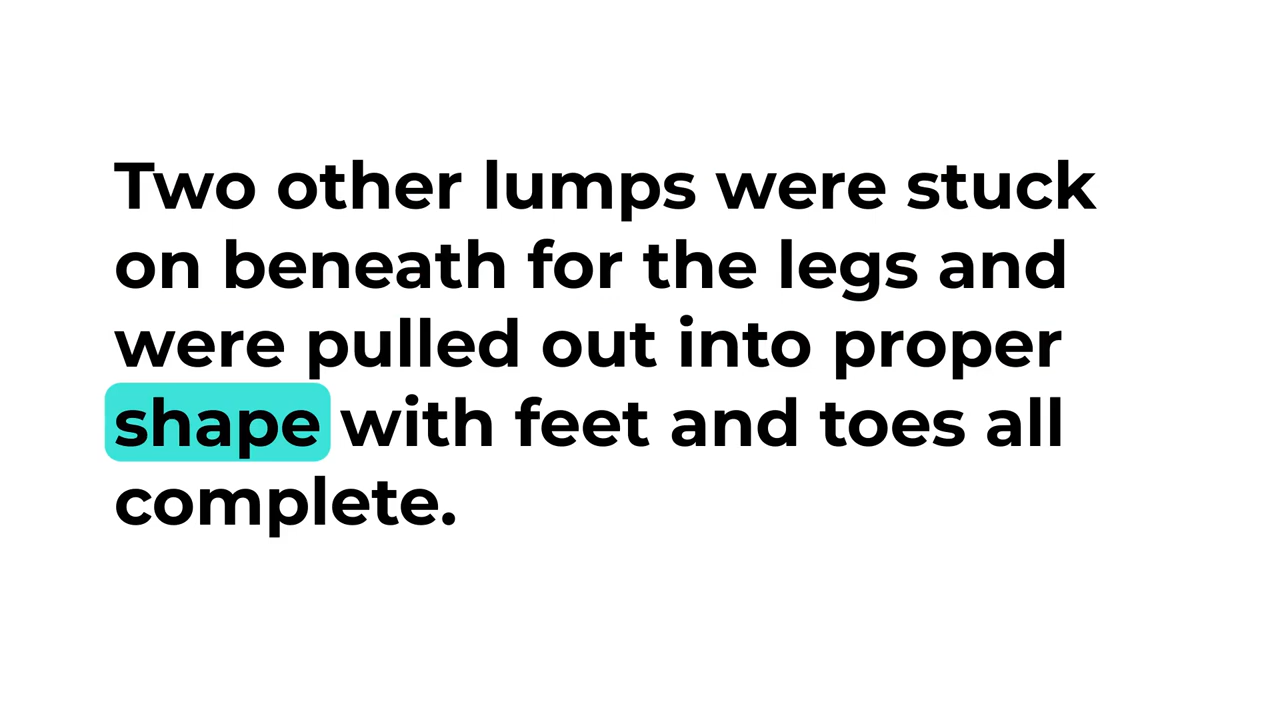 Two other lumps were stuck
on beneath for the legs and
were pulled out into proper
shape with feet and toes all
complete.